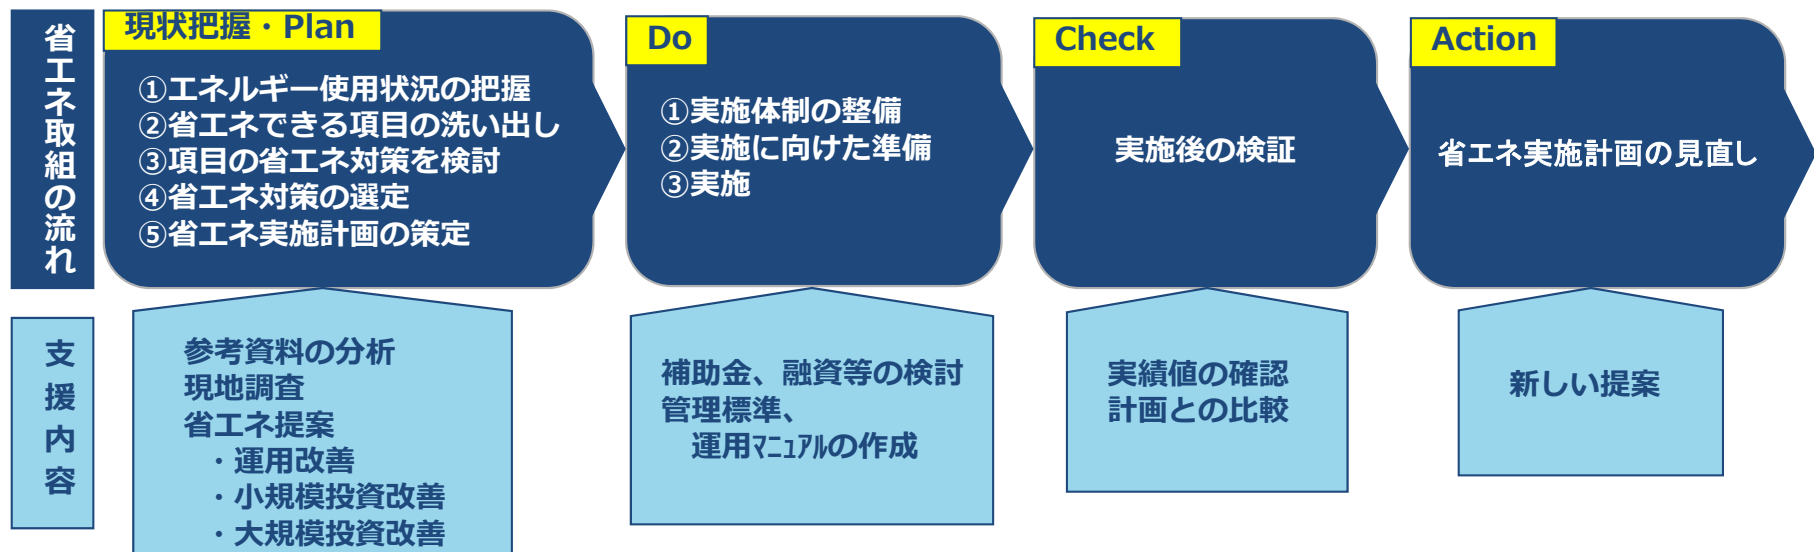 省エネ取組の流れ
現状把握・Plan
①エネルギー使用状況の把握
②省エネできる項目の洗い出し
③項目の省エネ対策を検討
④省エネ対策の選定
⑤省エネ実施計画の策定
Do
①実施体制の整備
②実施に向けた準備
③実施
Check
実施後の検証
Action
省エネ実施計画の見直し
支援内容
参考資料の分析
現地調査
省エネ提案
・運用改善
・小規模投資改善
・大規模投資改善
補助金、融資等の検討
管理標準、
運用ﾏﾆｭｱﾙの作成
実績値の確認
計画との比較
新しい提案